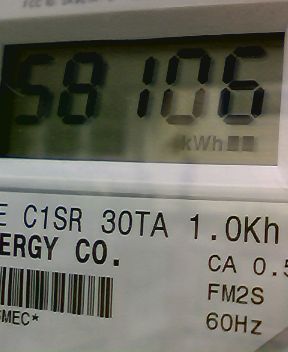 58106
kWh
E C1SR 30TA 1.0Kh
ERGY CO.
CA 0.5
FM2S
MEC*
60Hz